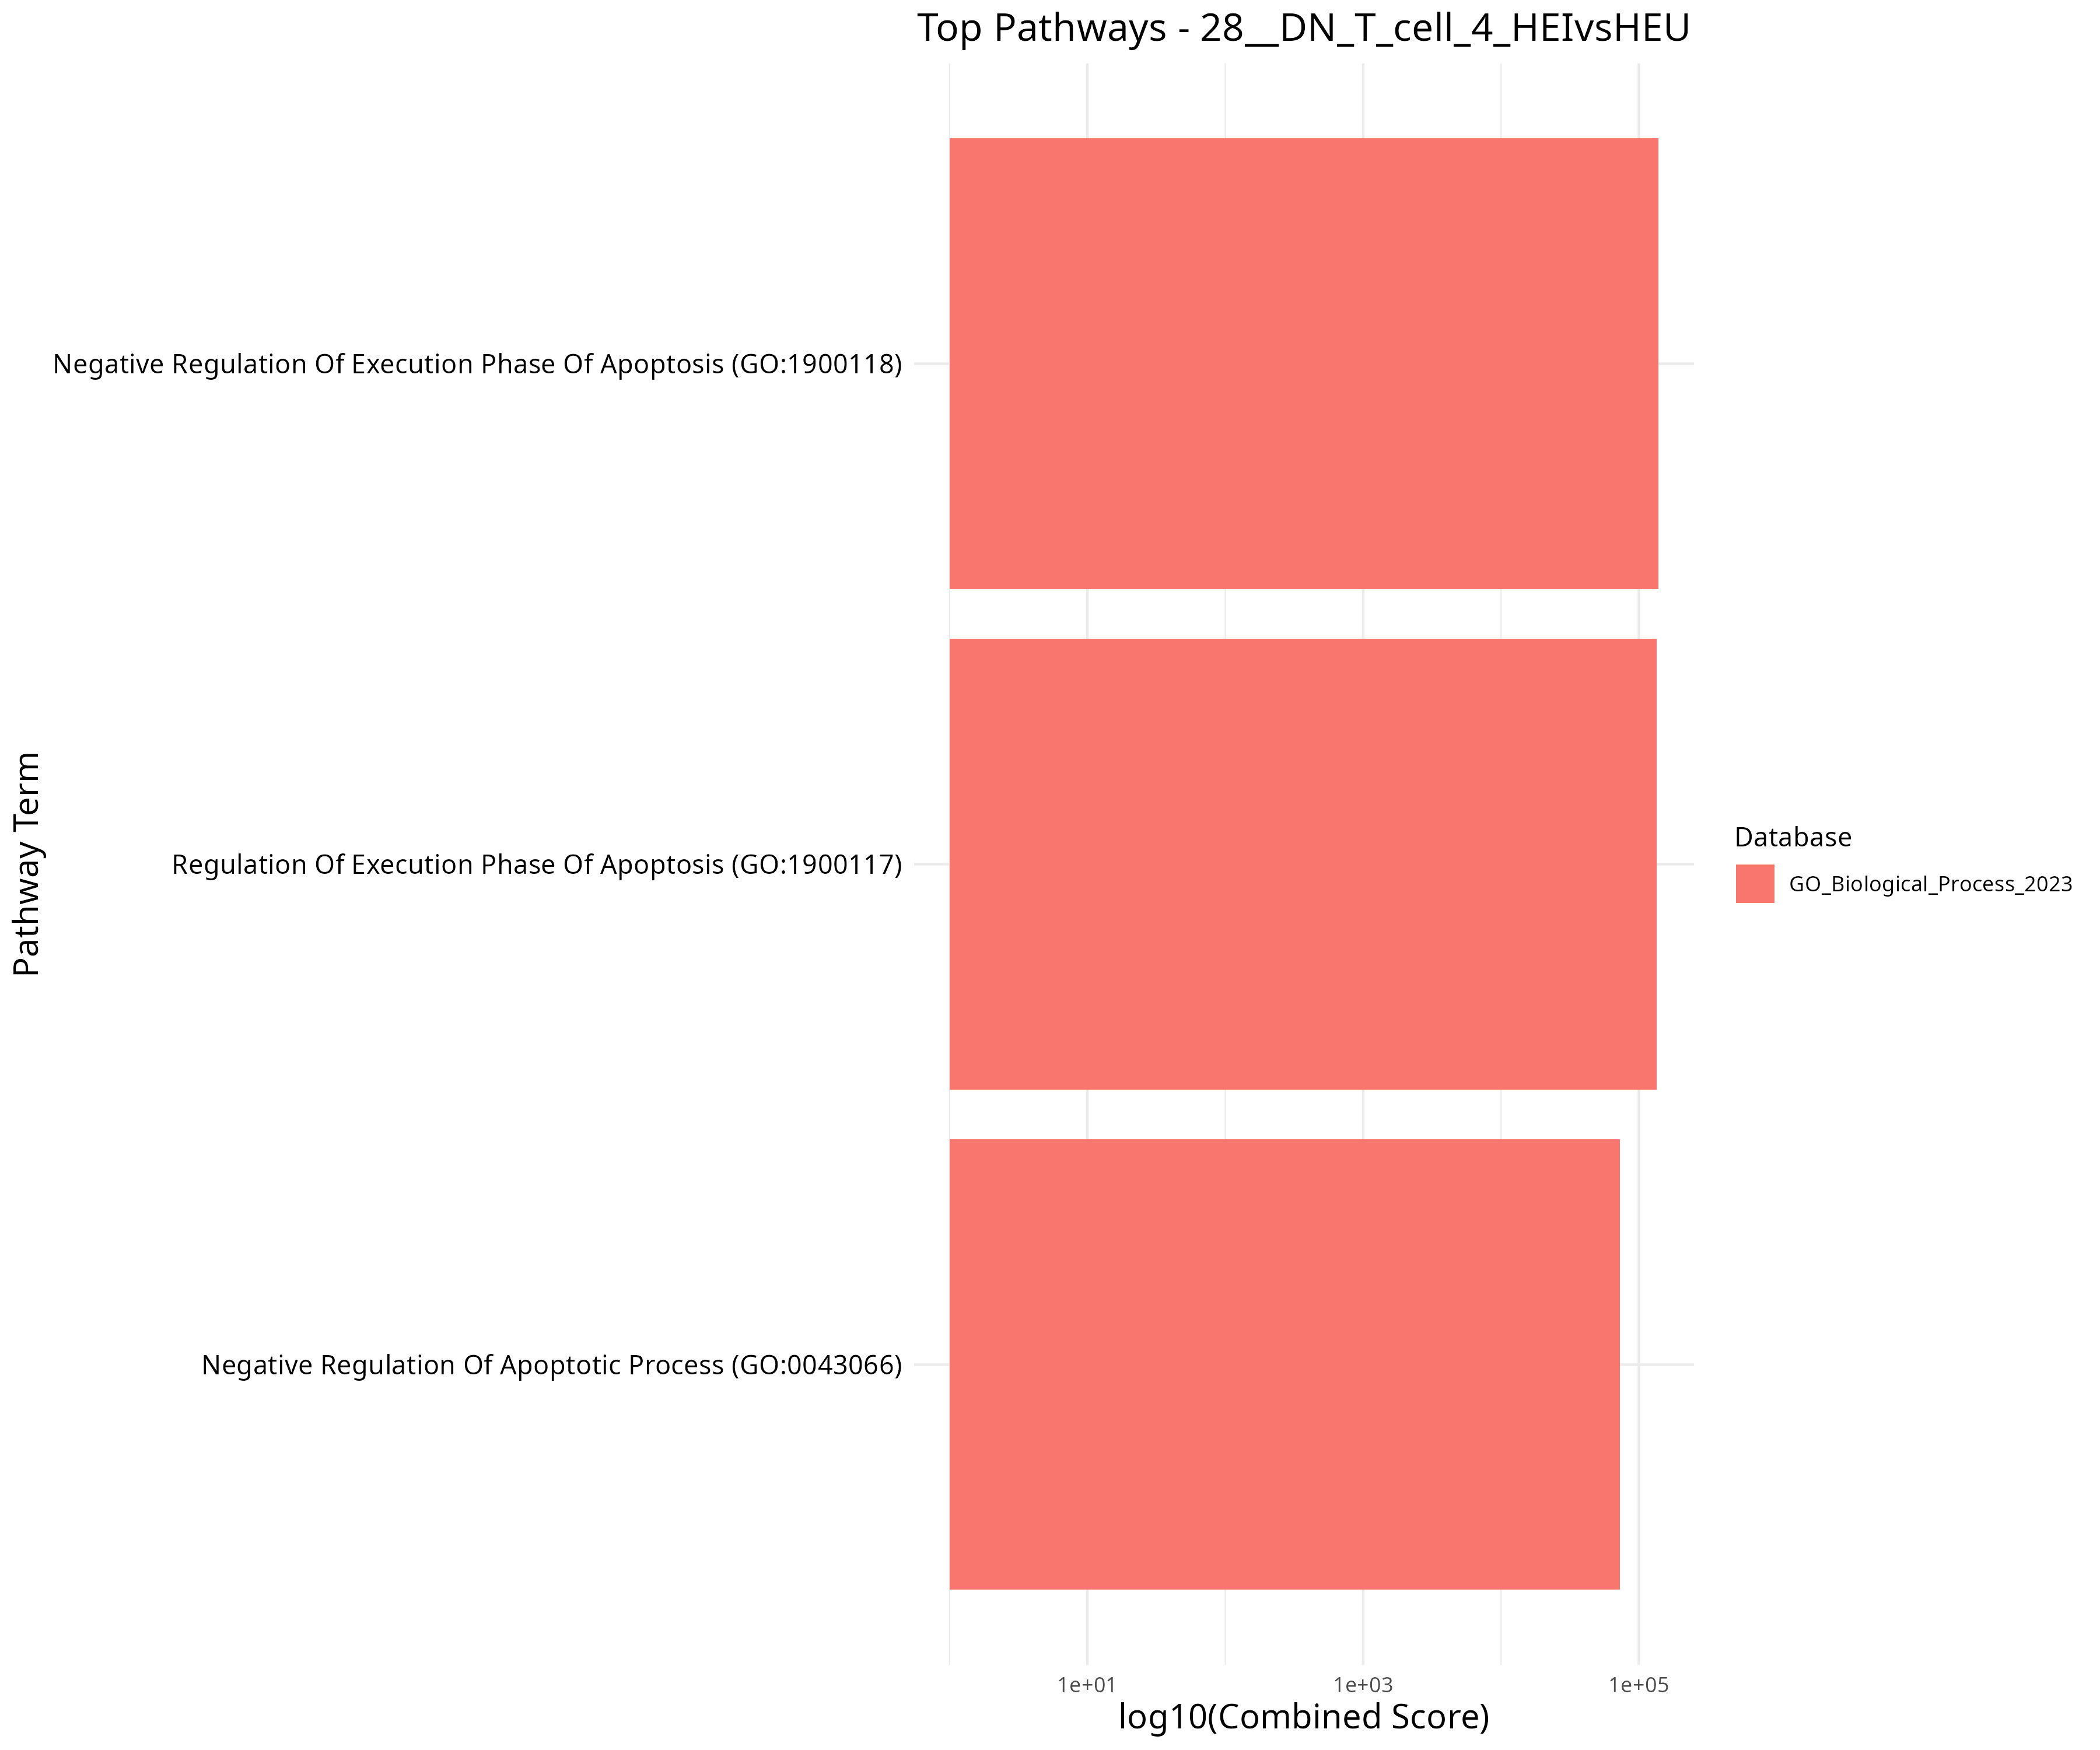 Top Pathways - 28__DN_T_cell_4_HEIvsHEU
Pathway Term
Negative Regulation Of Execution Phase Of Apoptosis (GO:1900118)
Regulation Of Execution Phase Of Apoptosis (GO:1900117)
Negative Regulation Of Apoptotic Process (GO:0043066)
1e+01 1e+03 1e+05
log10(Combined Score)
Database
GO_Biological_Process_2023